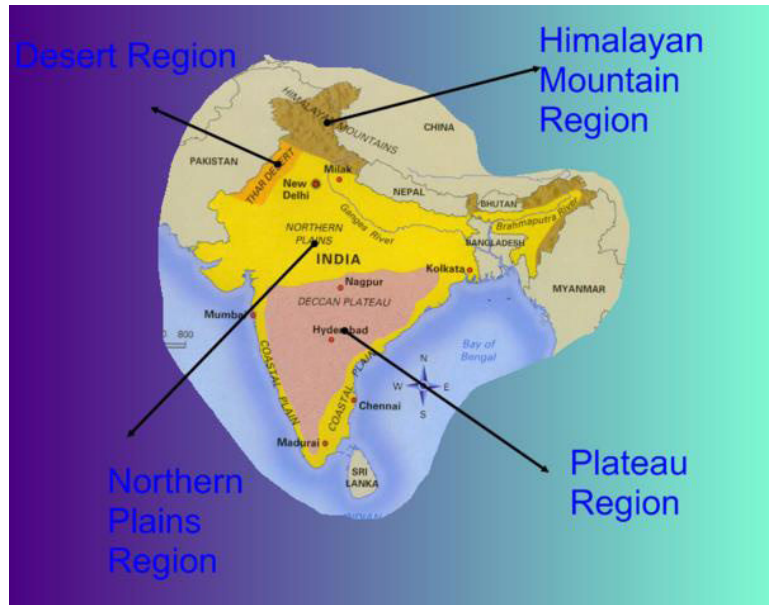 Desert Region
Himalayan
Mountain
Region
HIMALAYAN MOUNTAINS
CHINA
PAKISTAN
THAR DESERT
Milak
New
Delhi
NEPAL
BHUTAN
Brahmaputra River
Ganges River
NORTHERN
PLAINS
BANGLADESH
INDIA
Kolkata
MYANMAR
Nagpur
DECCAN PLATEAU
Mumbai
Hyderabad
800
Bay of
Bengal
COASTAL PLAIN
COASTAL PLAIN
N
W
E
S
Chennai
Madurai
SRI
LANKA
INDIAN
Northern
Plains
Region
Plateau
Region